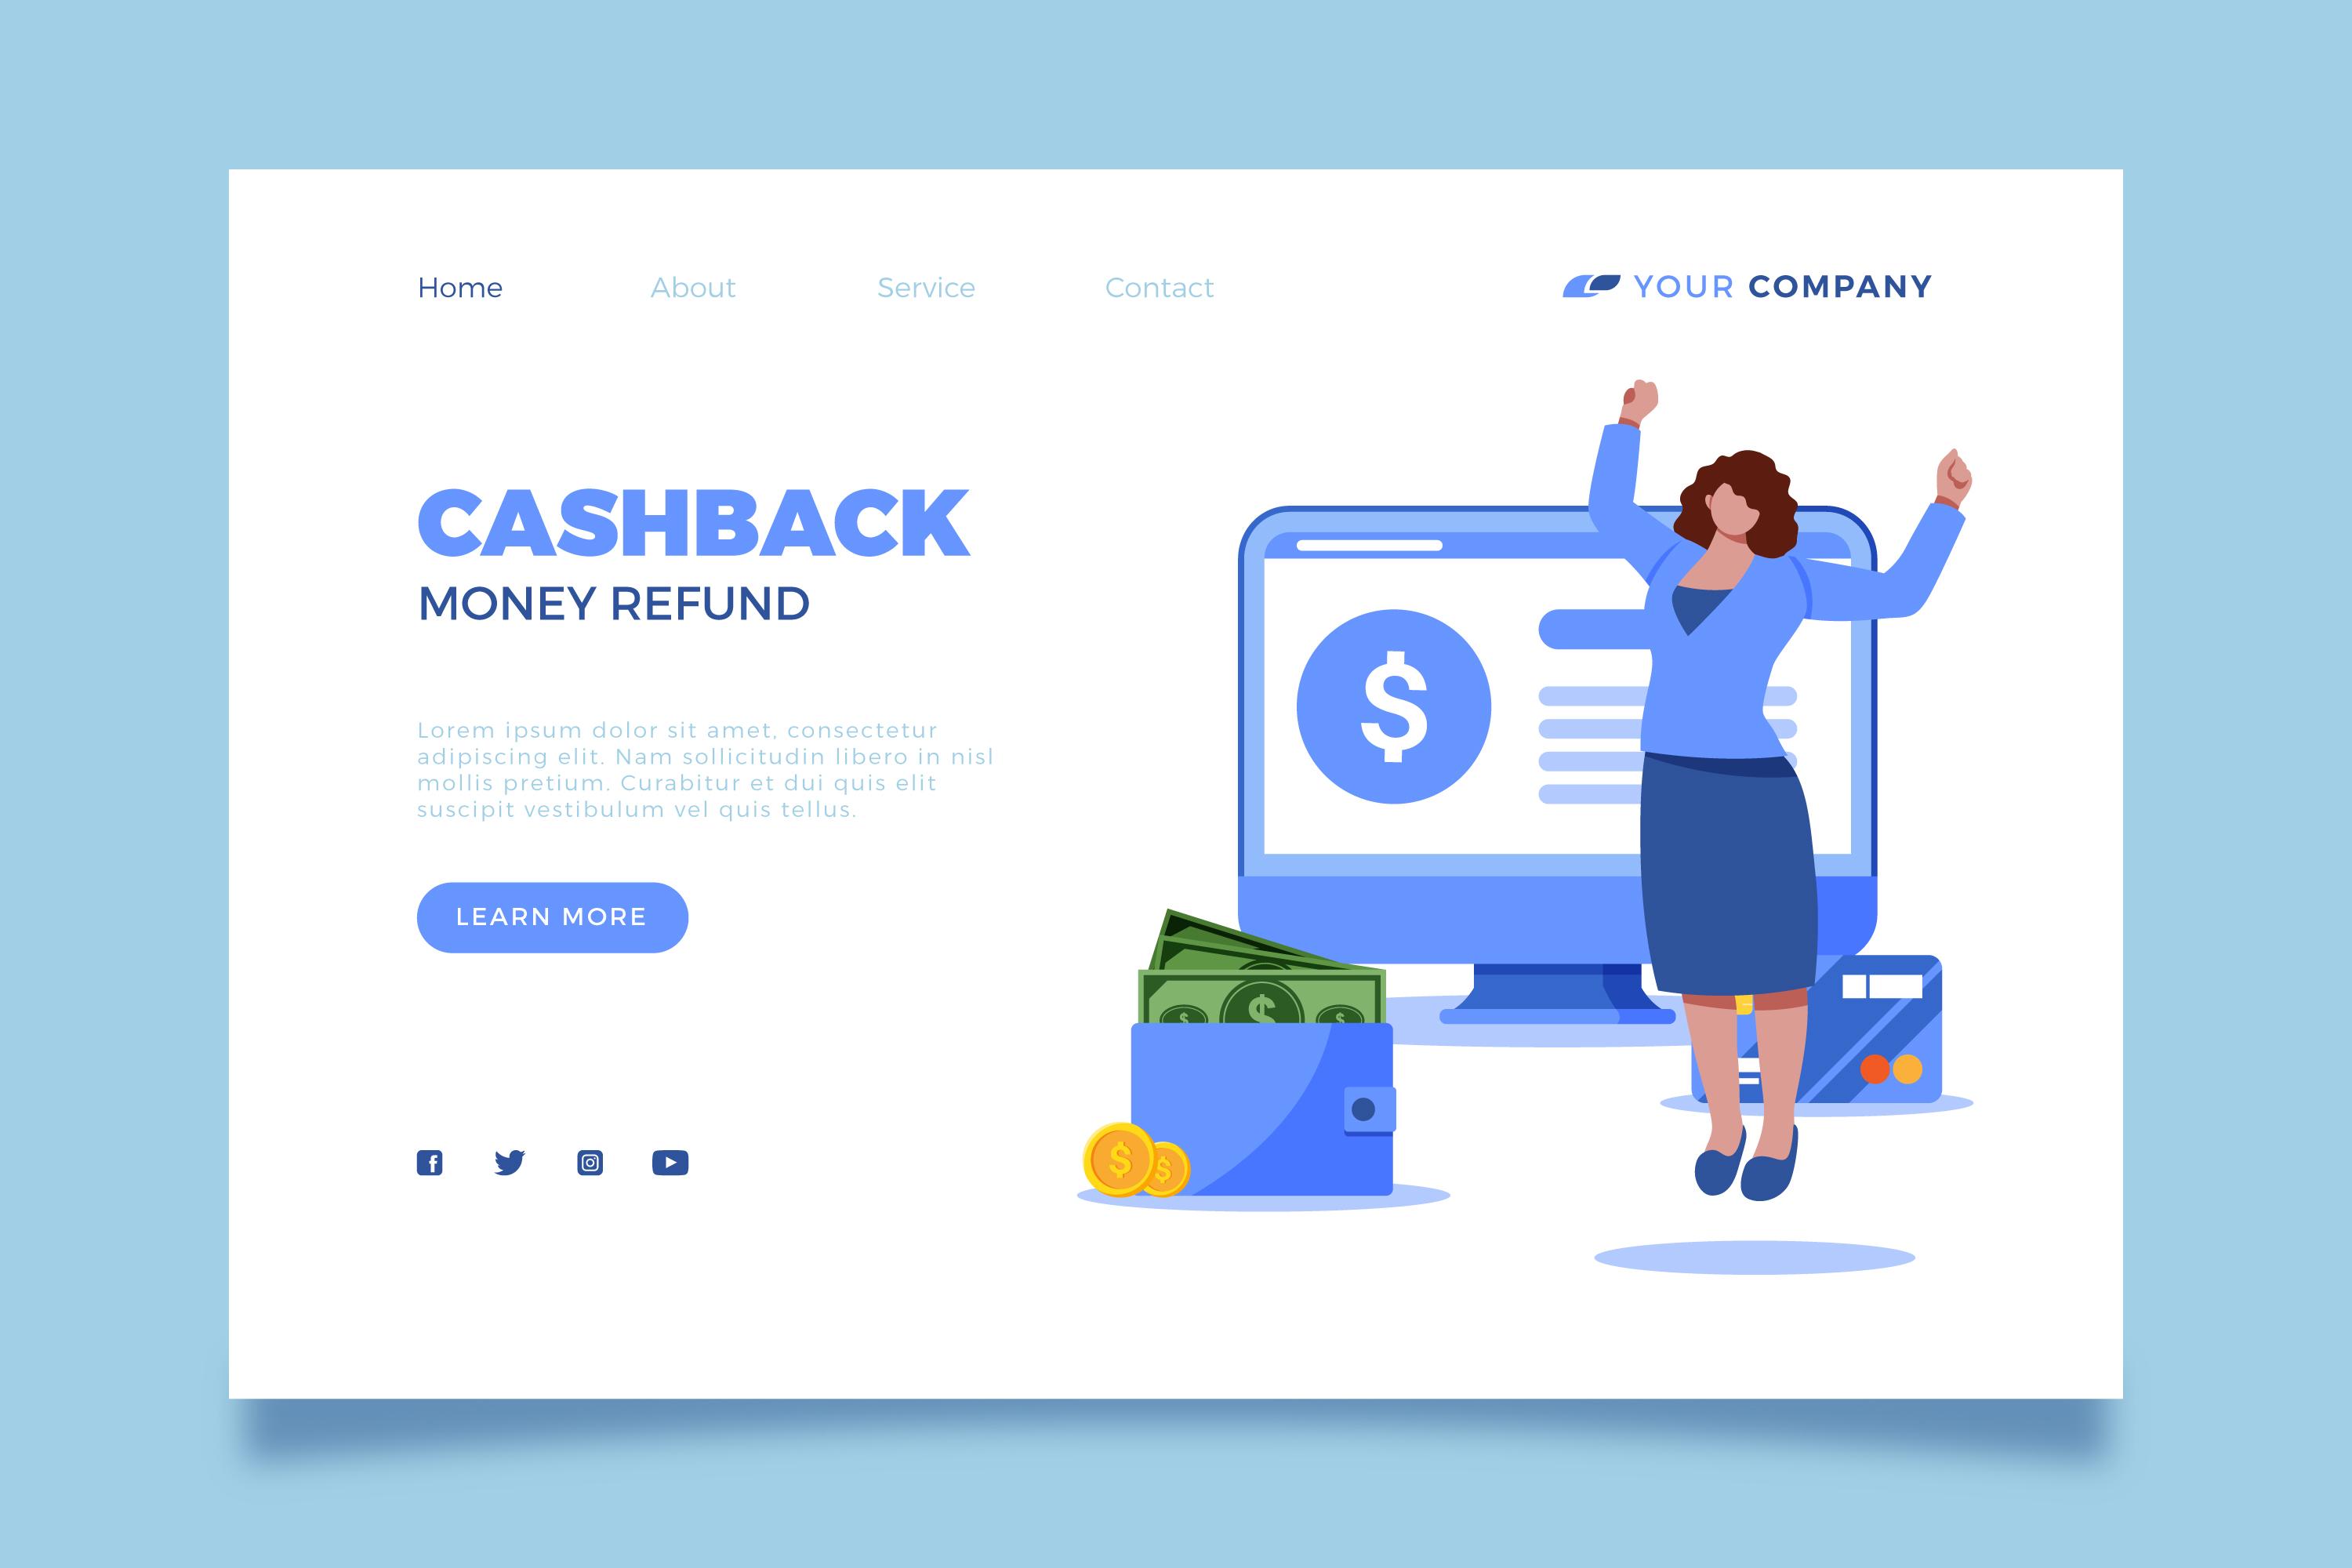 Home About Service Contact YOUR COMPANY
CASHBACK
MONEY REFUND
Lorem ipsum dolor sit amet, consectetur
adipiscing elit. Nam sollicitudin libero in nisl
mollis pretium. Curabitur et dui quis elit
suscipit vestibulum vel quis tellus.
LEARN MORE
$
$
$
$
$ $